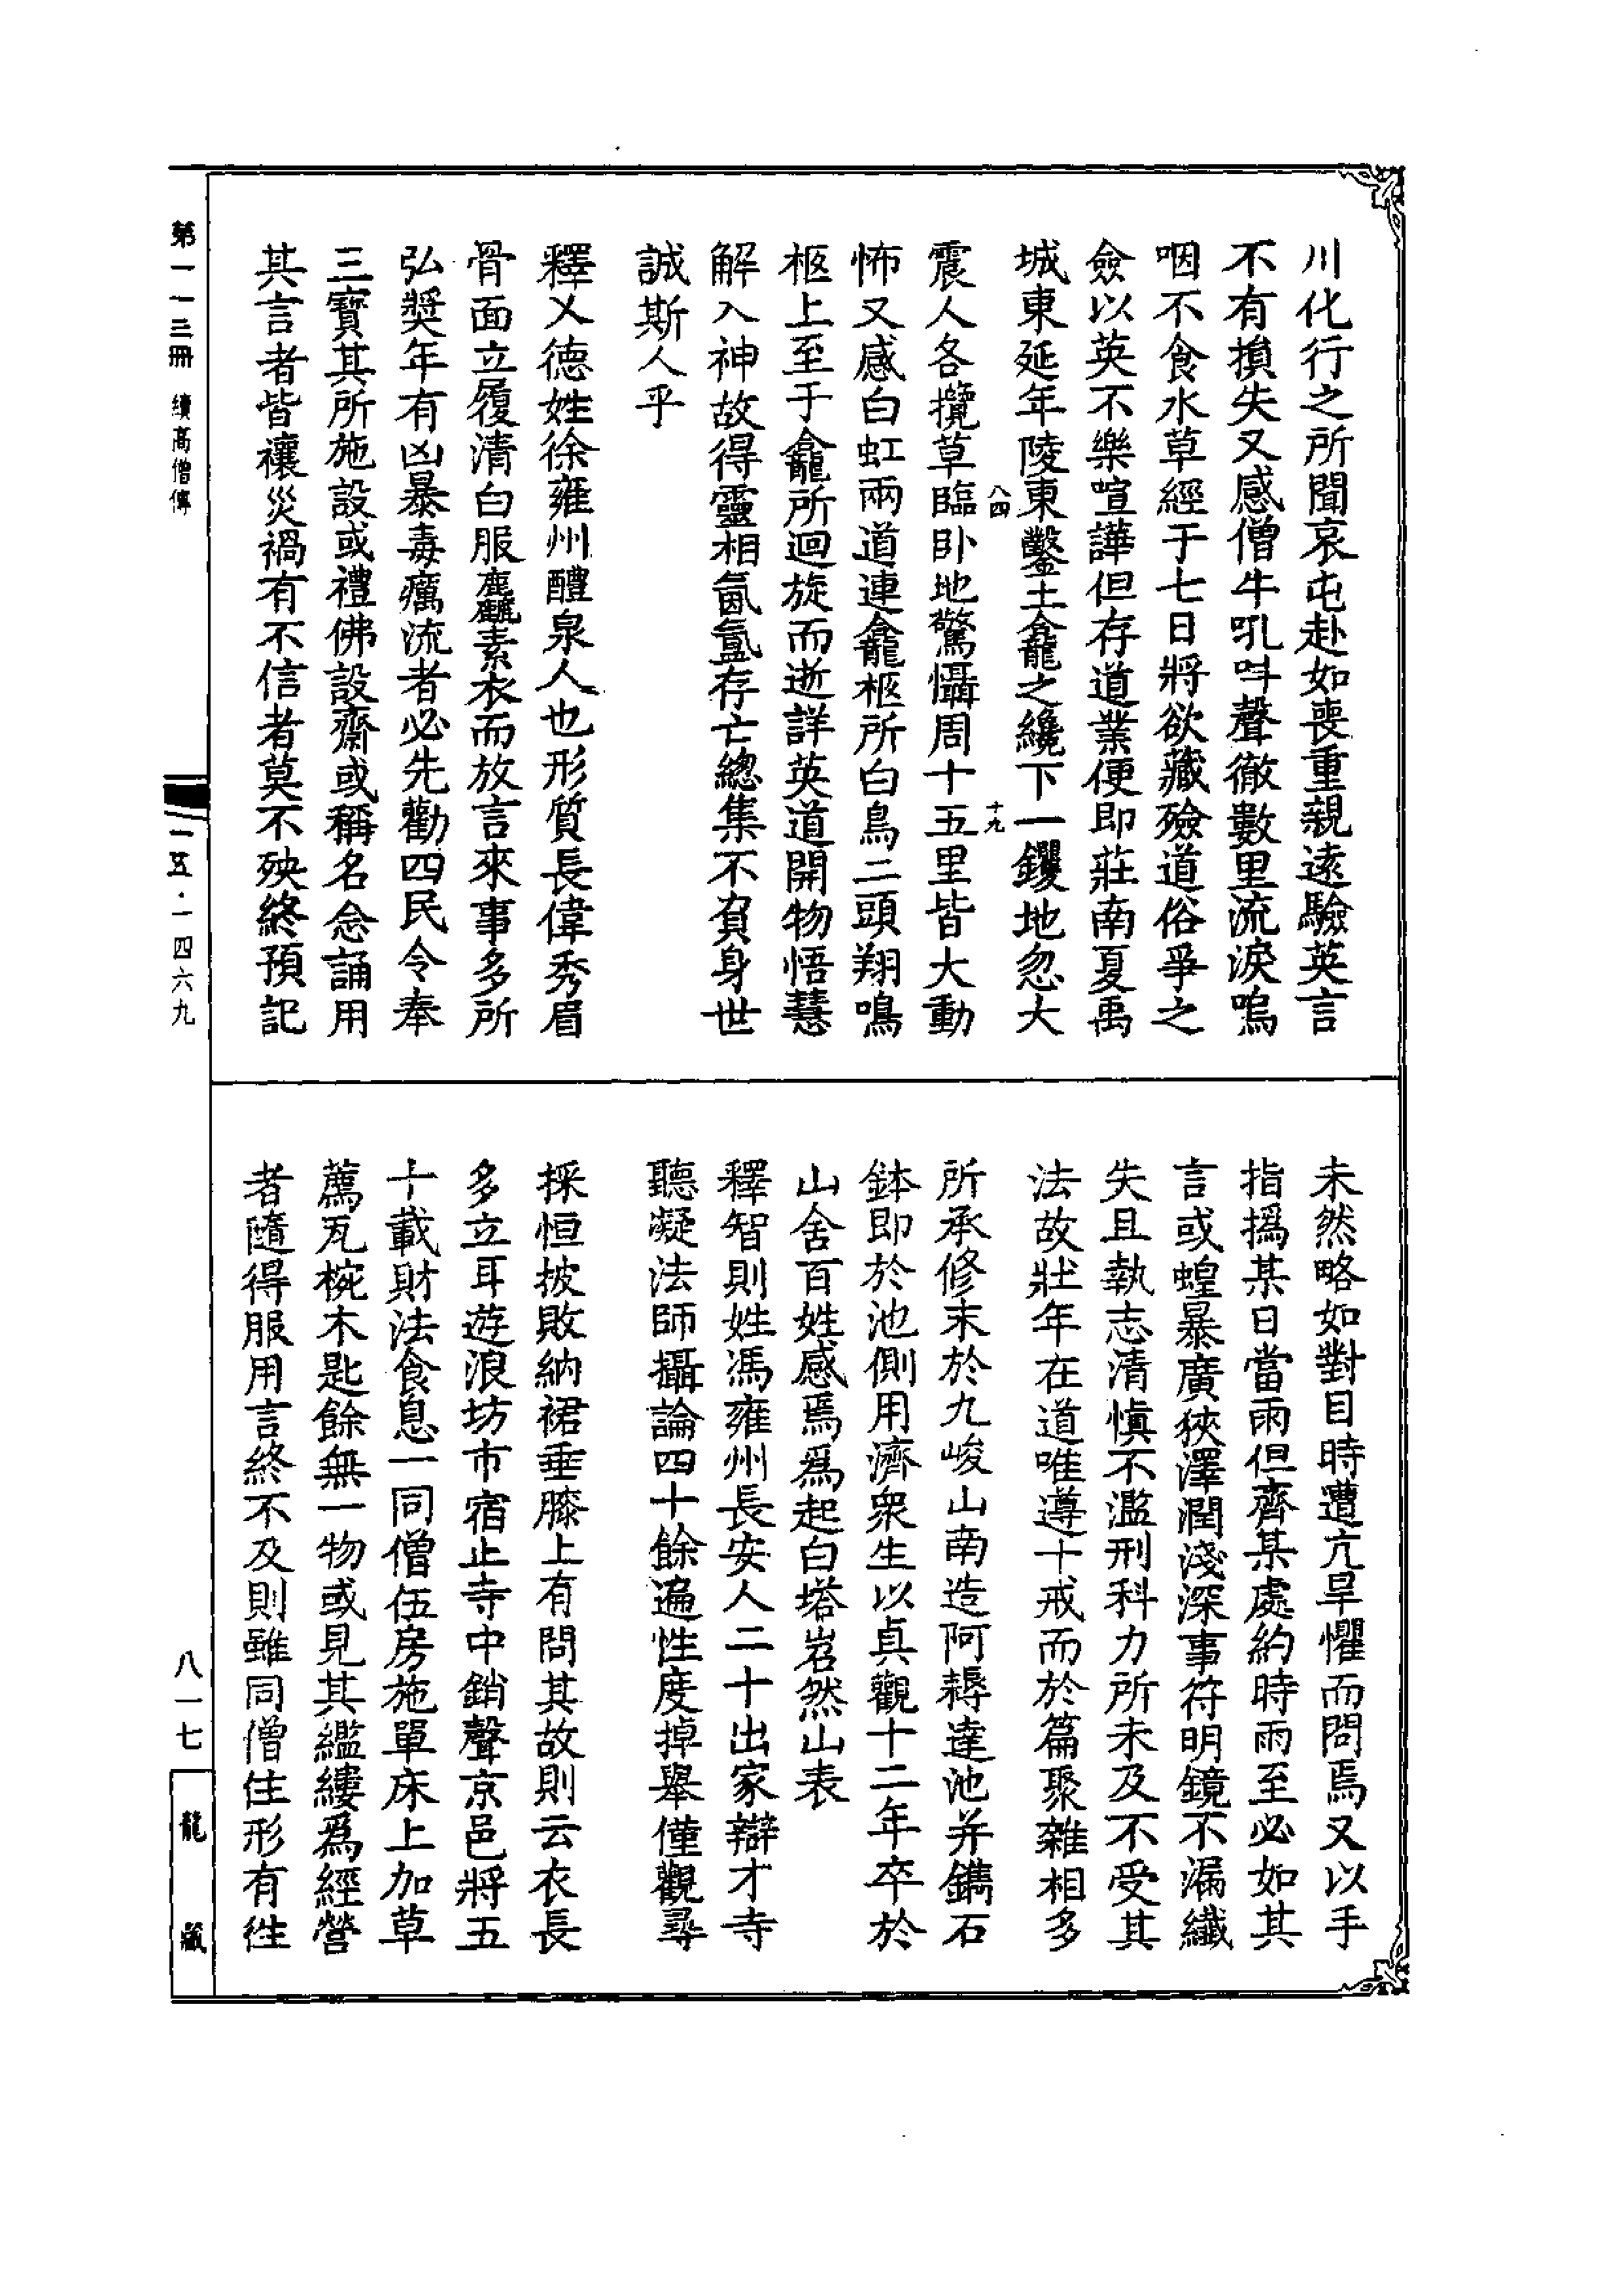 川化行之所聞哀屯赴如喪重親遠驗英言
不有損失又感僧牛吼呌聲徹數里流淚嗚
咽不食水草經于七日將欲藏殮道俗爭之
僉以英不樂喧譁但存道業便即莊南夏禹
城東延年陵東鑿土龕之纔下一钁地忽大
八四
十九
震人各攬草臨卧地驚懾周十五里皆大動
怖又感白虹兩道連龕柩所白鳥二頭翔鳴
柩上至于龕所迴旋而逝詳英道開物悟慧
解入神故得靈相氤氳存亡總集不負身世
誠斯人乎
釋乂德姓徐雍州醴泉人也形質長偉秀眉
骨面立履清白服麤素衣而放言來事多所
弘獎年有凶暴毒癘流者必先勸四民令奉
三寶其所施設或禮佛設齋或稱名念誦用
其言者皆禳災禍有不信者莫不殃終預記
未然略如對目時遭亢旱懼而問焉又以手
指撝某日當雨但齊某處約時雨至必如其
言或蝗暴廣狹澤潤淺深事符明鏡不漏纖
失且執志清愼不濫刑科力所未及不受其
法故壯年在道唯遵十戒而於篇聚雜相多
所承修末於九嵕山南造阿耨達池并鐫石
鉢即於池側用濟衆生以貞觀十二年卒於
山舍百姓感焉爲起白塔岧然山表
釋智則姓馮雍州長安人二十出家辯才寺
聽凝法師攝論四十餘遍性度掉舉僅觀尋
採恒披敗納裙垂膝上有問其故則云衣長
多立耳遊浪坊市宿止寺中銷聲京邑將五
十載財法食息一同僧伍房施單床上加草
薦瓦椀木匙餘無一物或見其繿縷爲經營
者隨得服用言終不及則雖同僧住形有往
第一一三冊 續高僧傳
一五·一四六九
八一七
龍藏